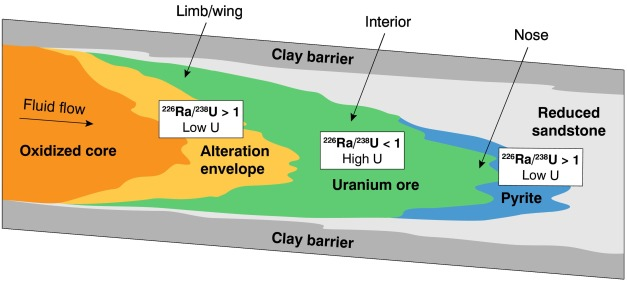 Limb/wing
Interior
Nose
Clay barrier
Fluid flow
²²⁶Ra/²³⁸U > 1
Low U
Reduced
sandstone
Oxidized core
Alteration
envelope
²²⁶Ra/²³⁸U < 1
High U
²²⁶Ra/²³⁸U > 1
Low U
Uranium ore
Pyrite
Clay barrier